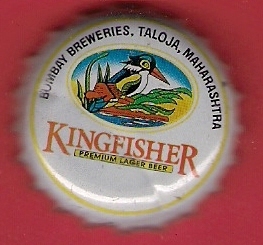 BOMBAY BREWERIES, TALOJA, MAHARASHTRA
KINGFISHER
PREMIUM LAGER BEER